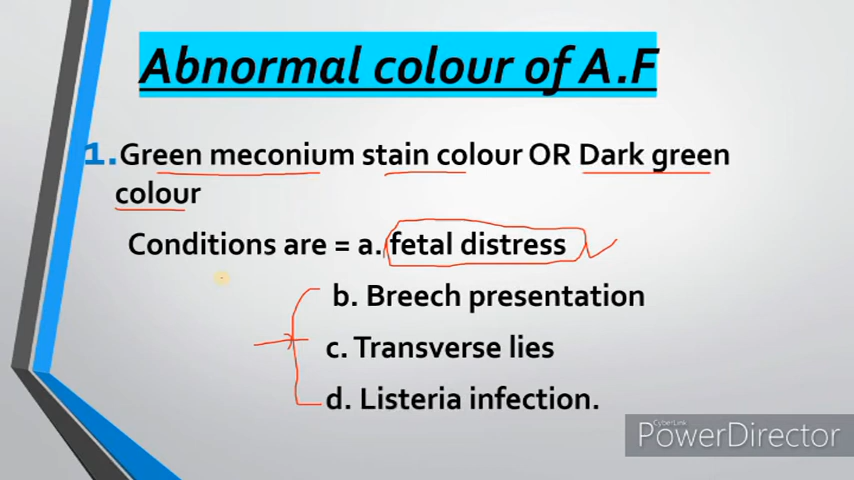 Abnormal colour of A.F
1.Green meconium stain colour OR Dark green
colour
Conditions are = a. fetal distress
b. Breech presentation
c. Transverse lies
d. Listeria infection.
CyberLink
PowerDirector